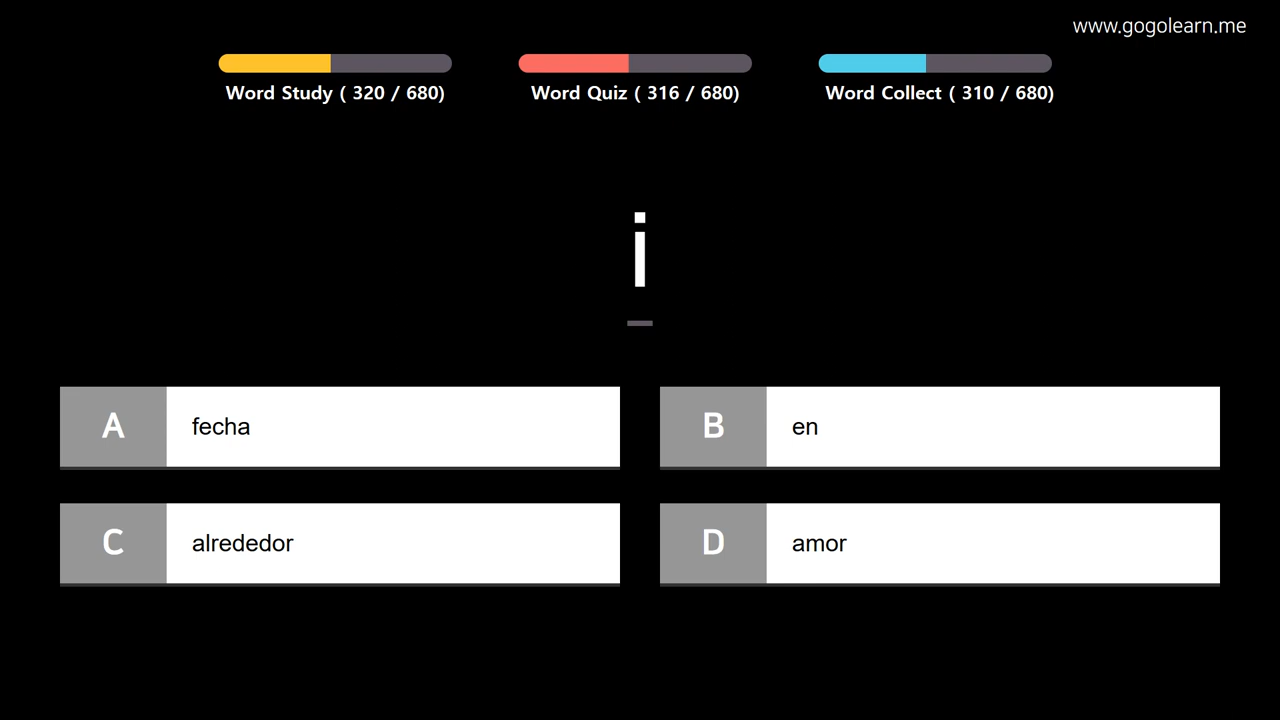 www.gogolearn.me
Word Study ( 320 / 680)
Word Quiz ( 316 / 680)
Word Collect ( 310 / 680)
i
A fecha
B en
C alrededor
D amor